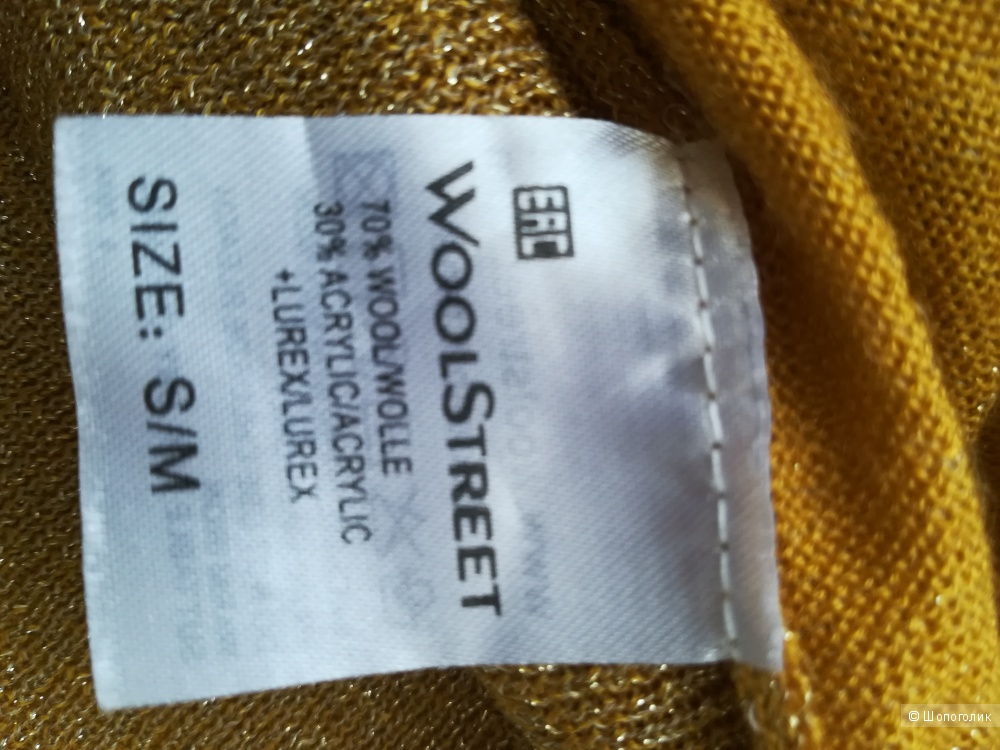 EAC
WOOLSTREET
70% WOOL/WOLLE
30% ACRYLIC/ACRYLIC
+LUREX/LUREX
SIZE: S/M
© Шопоголик